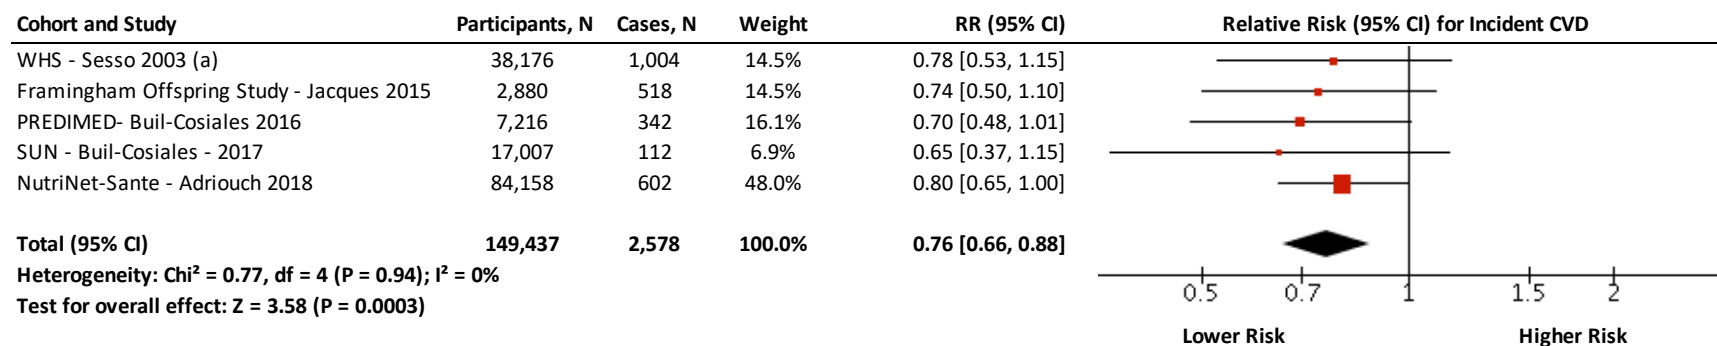 Cohort and Study Participants, N Cases, N Weight RR (95% CI) Relative Risk (95% CI) for Incident CVD
WHS - Sesso 2003 (a) 38,176 1,004 14.5% 0.78 [0.53, 1.15]
Framingham Offspring Study - Jacques 2015 2,880 518 14.5% 0.74 [0.50, 1.10]
PREDIMED- Buil-Cosiales 2016 7,216 342 16.1% 0.70 [0.48, 1.01]
SUN - Buil-Cosiales - 2017 17,007 112 6.9% 0.65 [0.37, 1.15]
NutriNet-Sante - Adriouch 2018 84,158 602 48.0% 0.80 [0.65, 1.00]
Total (95% CI) 149,437 2,578 100.0% 0.76 [0.66, 0.88]
Heterogeneity: Chi² = 0.77, df = 4 (P = 0.94); I² = 0%
Test for overall effect: Z = 3.58 (P = 0.0003)
0.5 0.7 1 1.5 2
Lower Risk Higher Risk